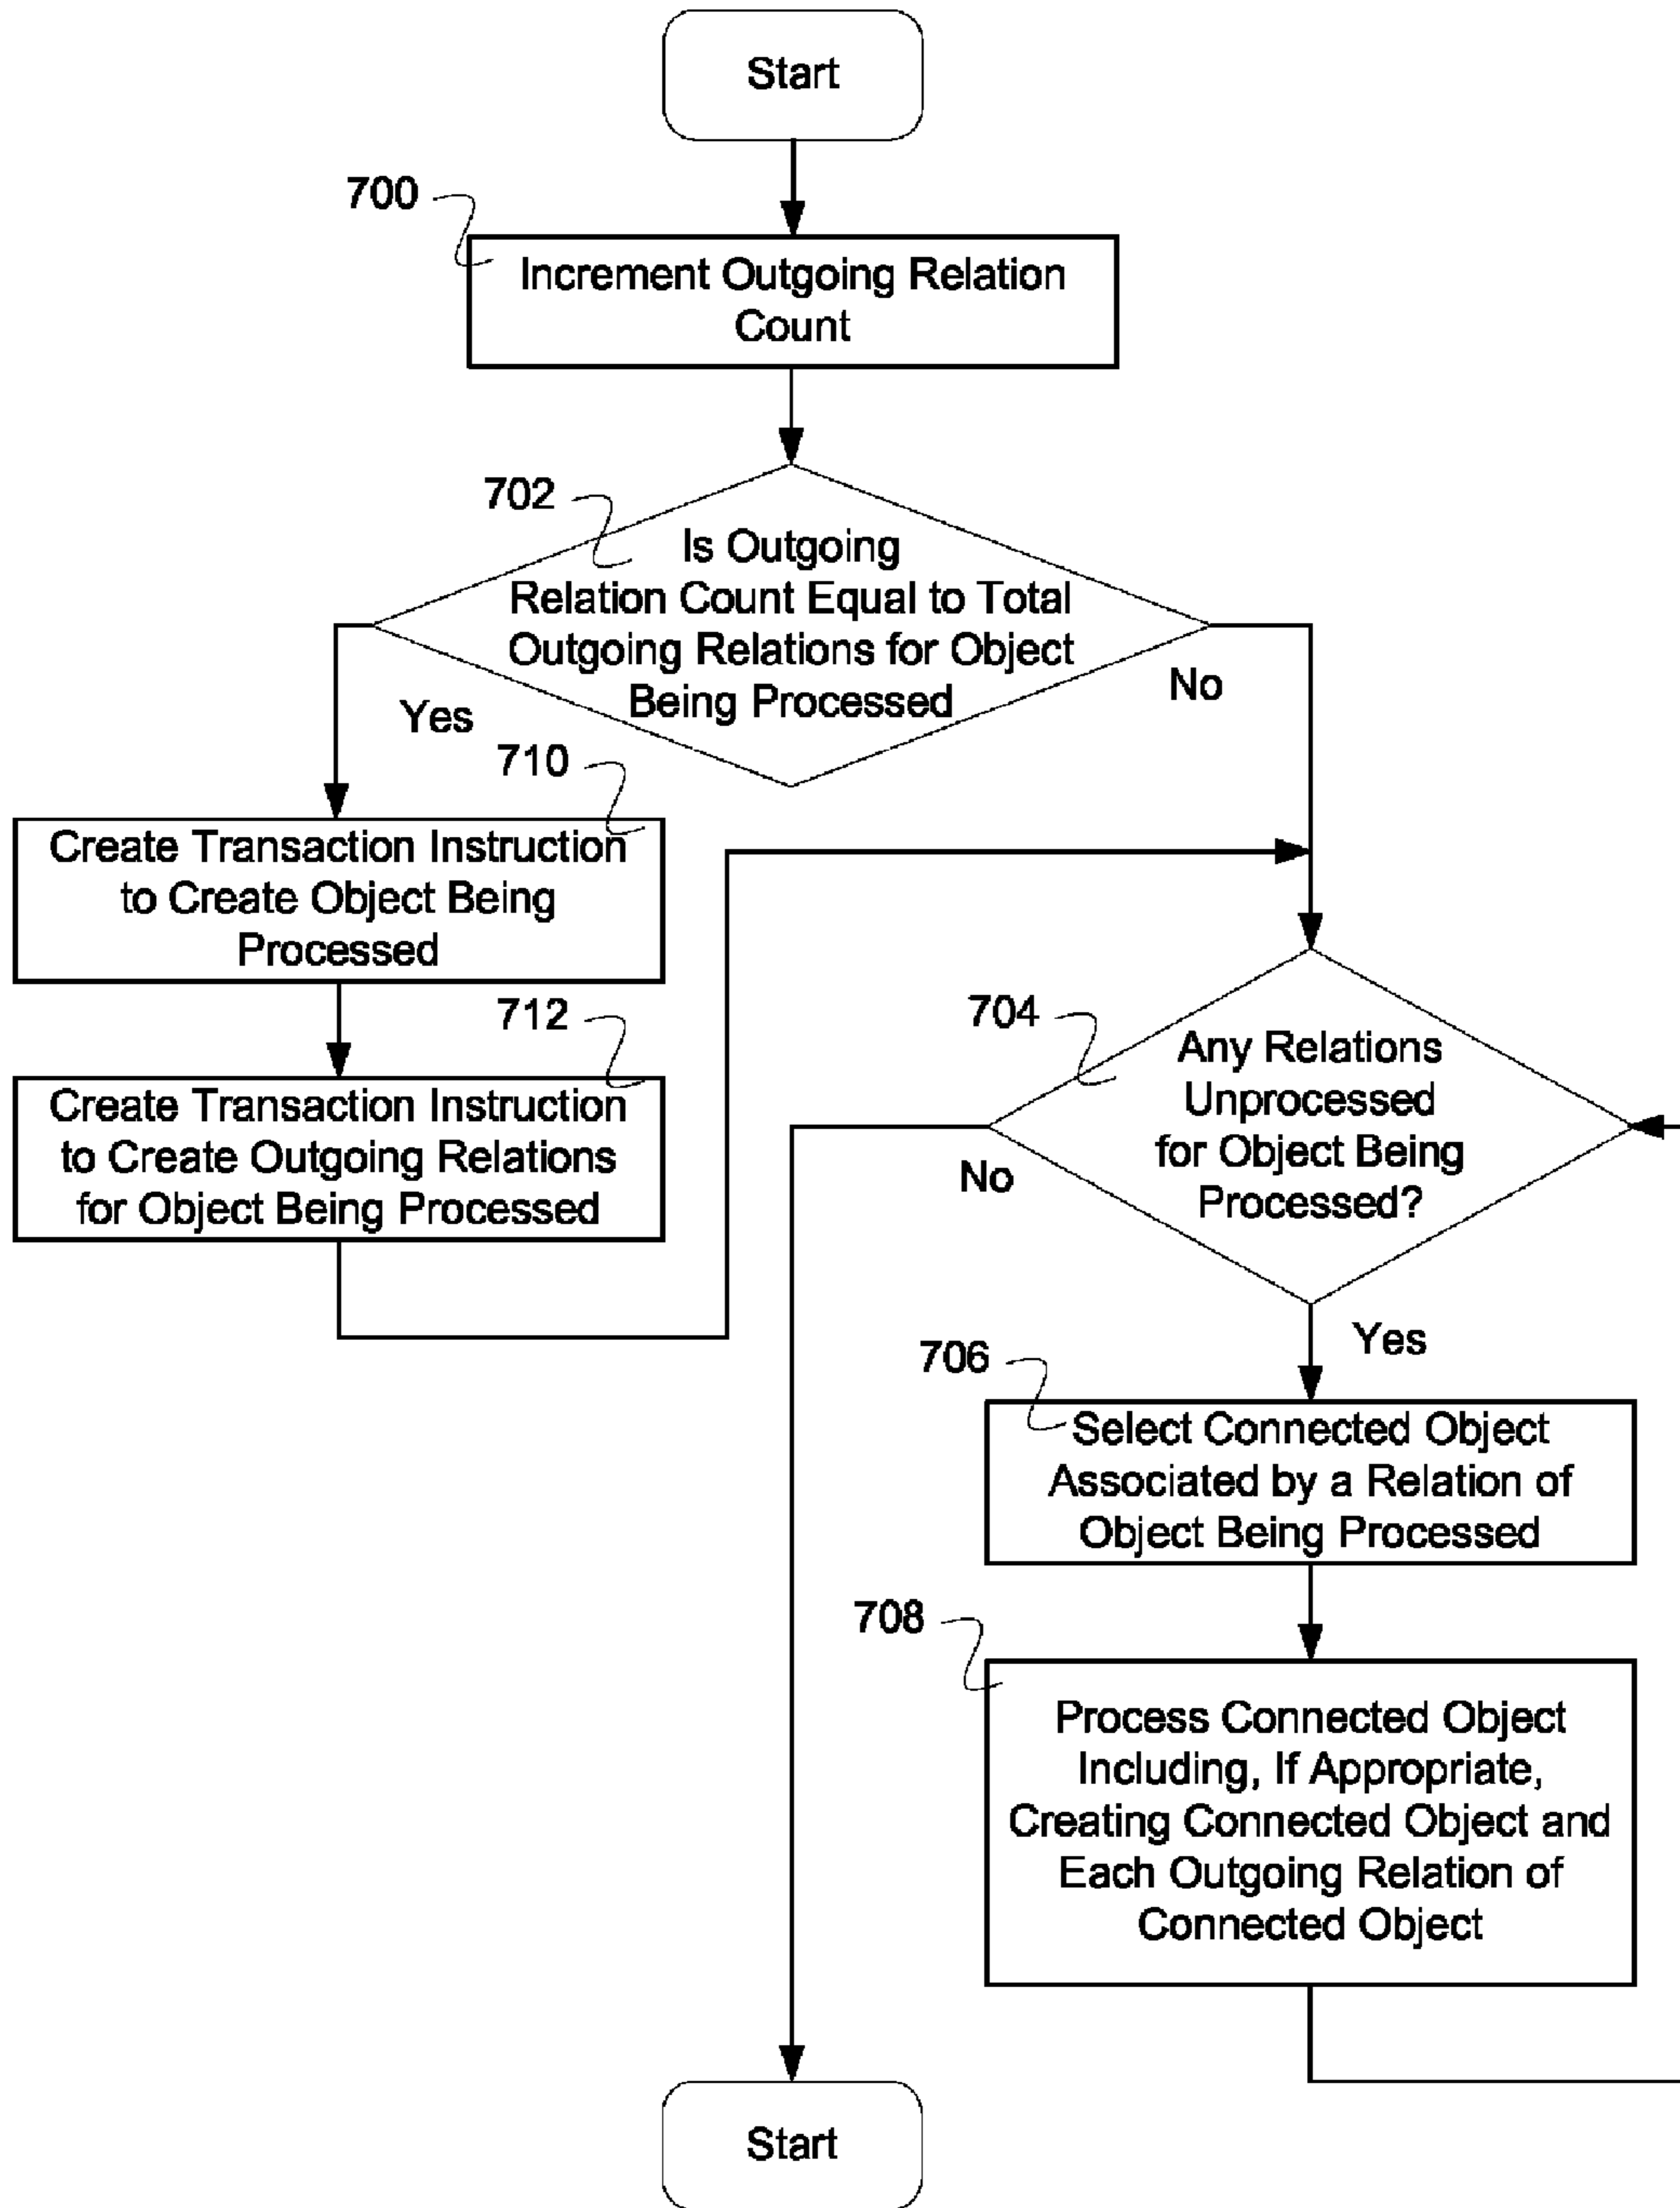 Start
700
Increment Outgoing Relation
Count
702
Is Outgoing
Relation Count Equal to Total
Outgoing Relations for Object
Being Processed
Yes
No
710
Create Transaction Instruction
to Create Object Being
Processed
712
Create Transaction Instruction
to Create Outgoing Relations
for Object Being Processed
704
Any Relations
Unprocessed
for Object Being
Processed?
No
Yes
706
Select Connected Object
Associated by a Relation of
Object Being Processed
708
Process Connected Object
Including, If Appropriate,
Creating Connected Object and
Each Outgoing Relation of
Connected Object
Start